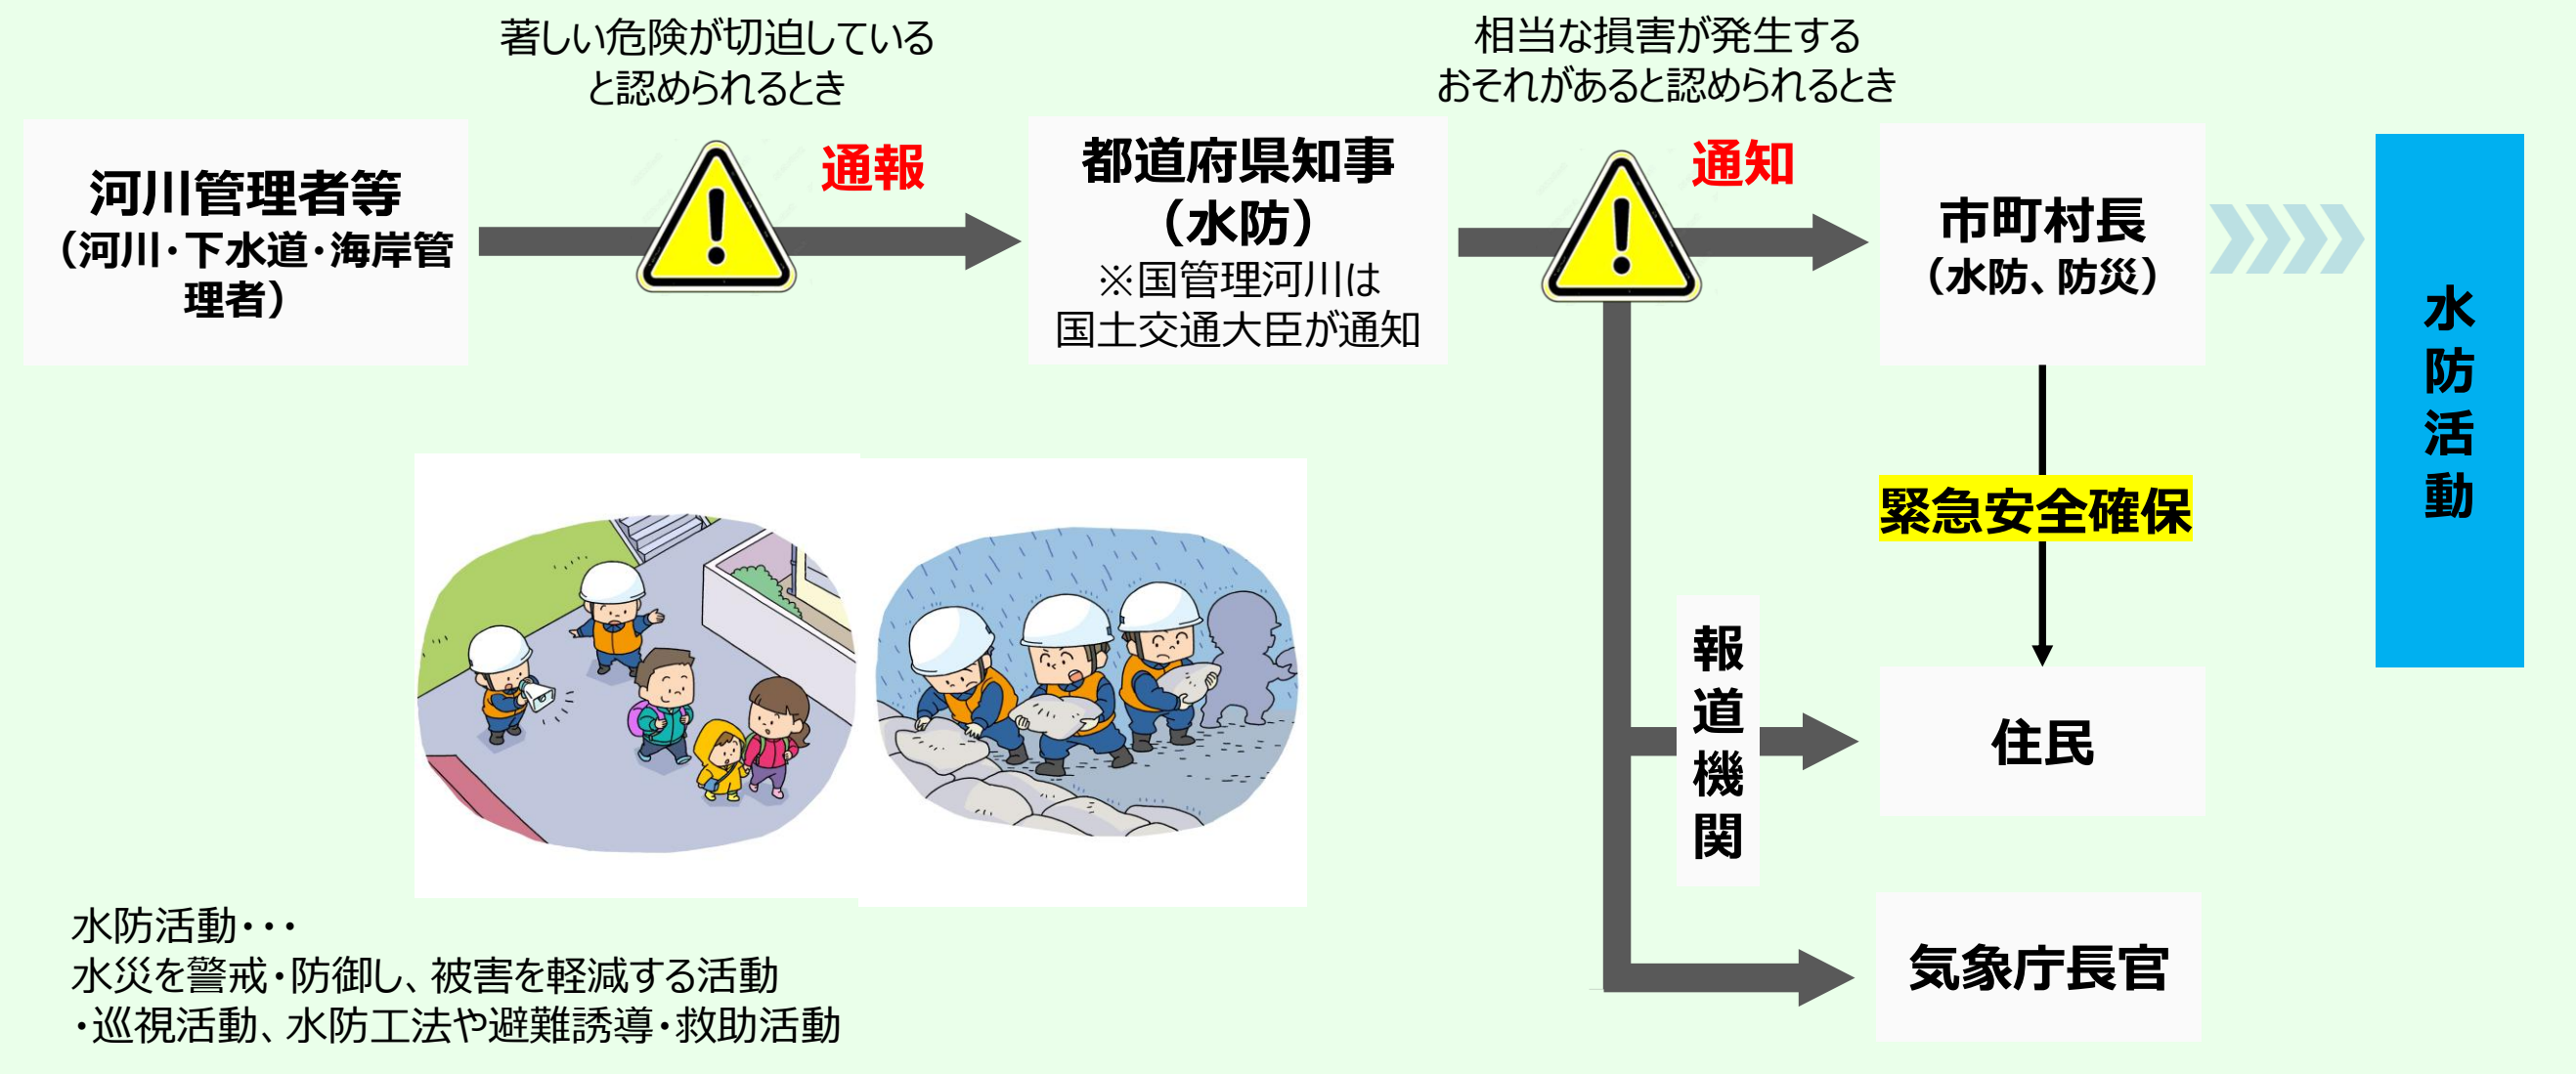 著しい危険が切迫している
と認められるとき
相当な損害が発生する
おそれがあると認められるとき
河川管理者等
（河川・下水道・海岸管
理者）
通報
都道府県知事
（水防）
※国管理河川は
国土交通大臣が通知
通知
市町村長
（水防、防災）
水防活動
緊急安全確保
報道機関
住民
気象庁長官
水防活動・・・
水災を警戒・防御し、被害を軽減する活動
・巡視活動、水防工法や避難誘導・救助活動